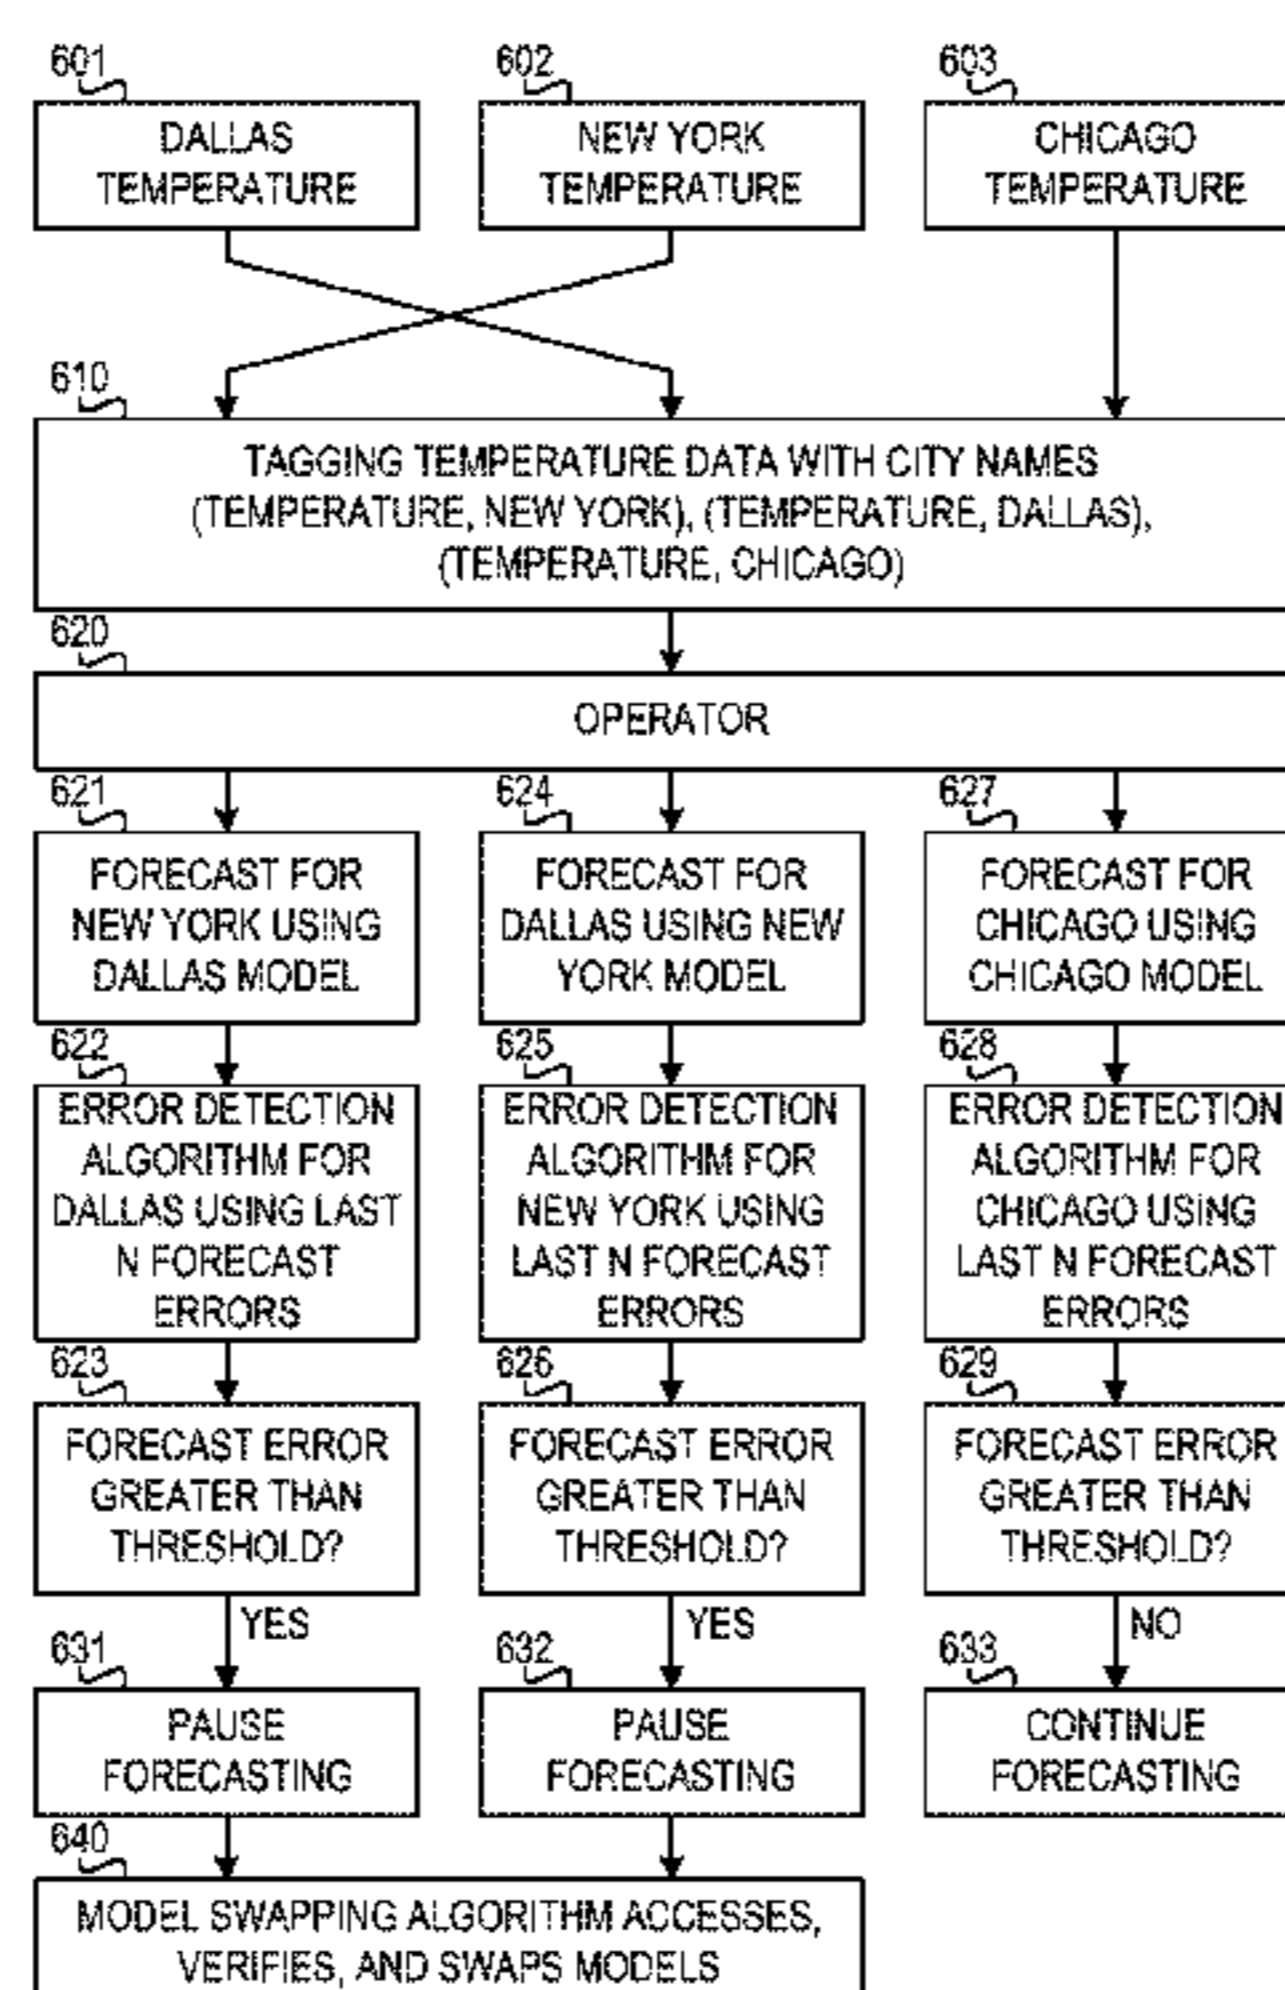 601
602
603
DALLAS
TEMPERATURE
NEW YORK
TEMPERATURE
CHICAGO
TEMPERATURE
610
TAGGING TEMPERATURE DATA WITH CITY NAMES
(TEMPERATURE, NEW YORK), (TEMPERATURE, DALLAS),
(TEMPERATURE, CHICAGO)
620
OPERATOR
621
624
627
FORECAST FOR
NEW YORK USING
DALLAS MODEL
FORECAST FOR
DALLAS USING NEW
YORK MODEL
FORECAST FOR
CHICAGO USING
CHICAGO MODEL
622
625
628
ERROR DETECTION
ALGORITHM FOR
DALLAS USING LAST
N FORECAST
ERRORS
ERROR DETECTION
ALGORITHM FOR
NEW YORK USING
LAST N FORECAST
ERRORS
ERROR DETECTION
ALGORITHM FOR
CHICAGO USING
LAST N FORECAST
ERRORS
623
626
629
FORECAST ERROR
GREATER THAN
THRESHOLD?
FORECAST ERROR
GREATER THAN
THRESHOLD?
FORECAST ERROR
GREATER THAN
THRESHOLD?
YES
YES
NO
631
632
633
PAUSE
FORECASTING
PAUSE
FORECASTING
CONTINUE
FORECASTING
640
MODEL SWAPPING ALGORITHM ACCESSES,
VERIFIES, AND SWAPS MODELS